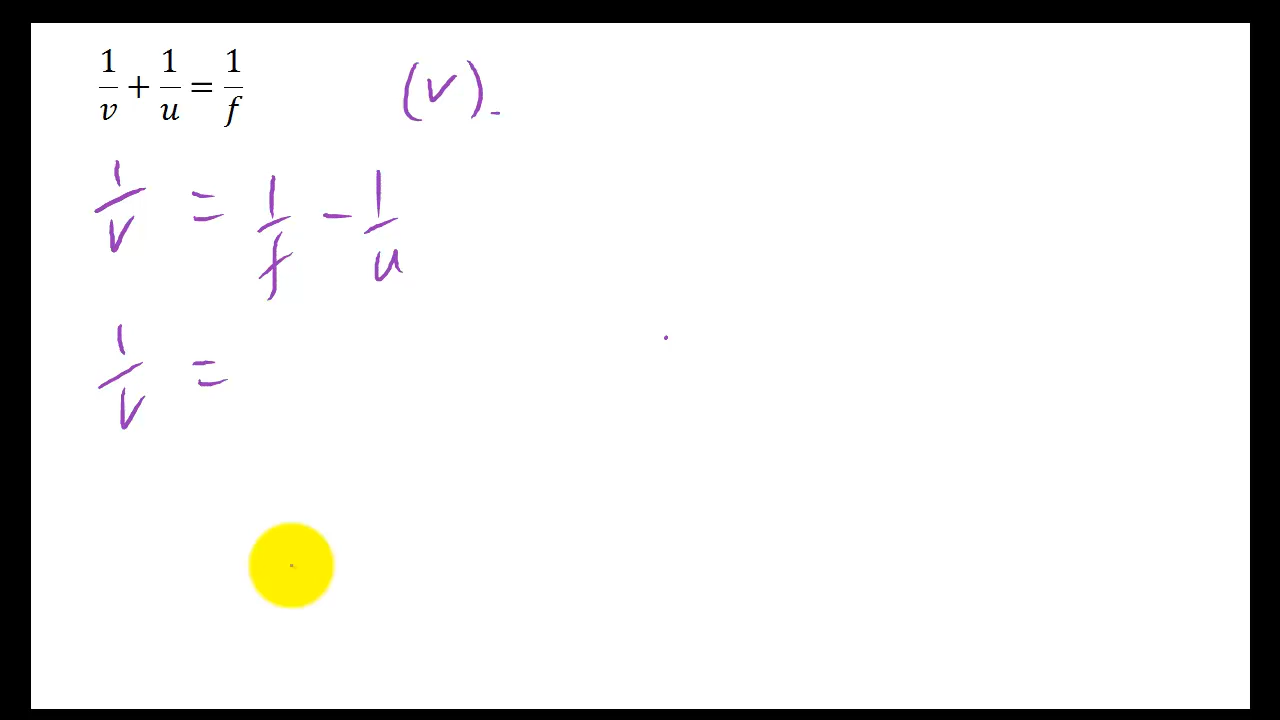 1/v + 1/u = 1/f (v).
1/v = 1/f - 1/u
1/v =